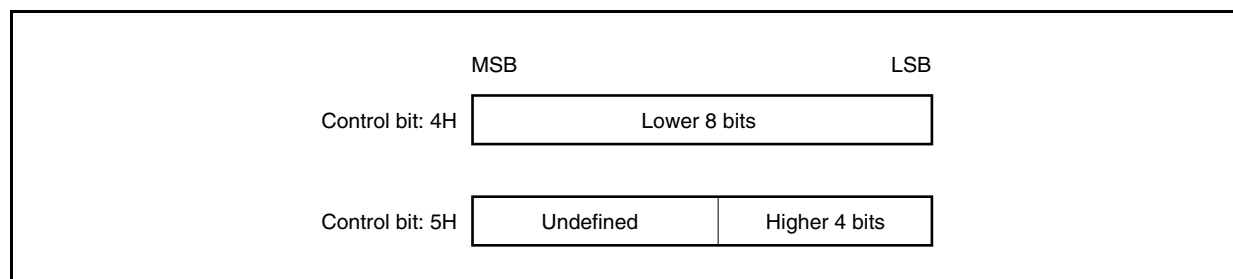 MSB LSB
Control bit: 4H Lower 8 bits
Control bit: 5H Undefined Higher 4 bits